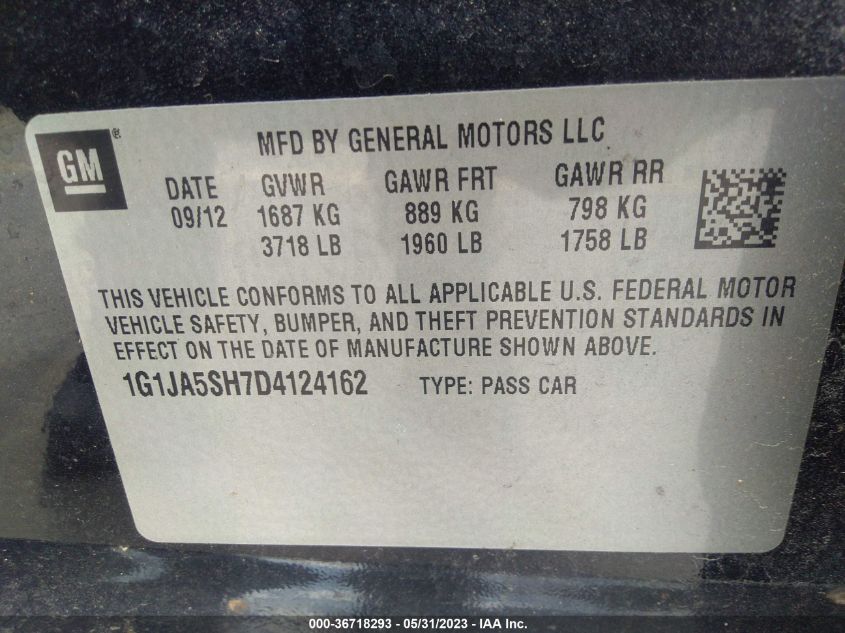 GM ®
MFD BY GENERAL MOTORS LLC
DATE GVWR GAWR FRT GAWR RR
09/12 1687 KG 889 KG 798 KG
3718 LB 1960 LB 1758 LB
THIS VEHICLE CONFORMS TO ALL APPLICABLE U.S. FEDERAL MOTOR
VEHICLE SAFETY, BUMPER, AND THEFT PREVENTION STANDARDS IN
EFFECT ON THE DATE OF MANUFACTURE SHOWN ABOVE.
1G1JA5SH7D4124162 TYPE: PASS CAR
000-36718293 - 05/31/2023 - IAA Inc.